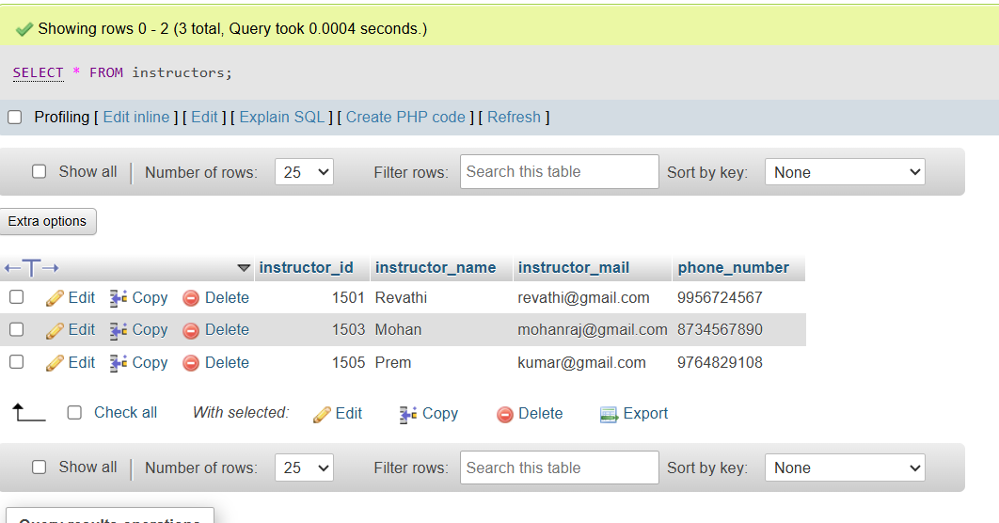 Showing rows 0 - 2 (3 total, Query took 0.0004 seconds.)
SELECT * FROM instructors;
Profiling [ Edit inline ] [ Edit ] [ Explain SQL ] [ Create PHP code ] [ Refresh ]
Show all Number of rows: 25 Filter rows: Search this table Sort by key: None
Extra options
instructor_id instructor_name instructor_mail phone_number
Edit Copy Delete 1501 Revathi revathi@gmail.com 9956724567
Edit Copy Delete 1503 Mohan mohanraj@gmail.com 8734567890
Edit Copy Delete 1505 Prem kumar@gmail.com 9764829108
Check all With selected: Edit Copy Delete Export
Show all Number of rows: 25 Filter rows: Search this table Sort by key: None
Query results operations